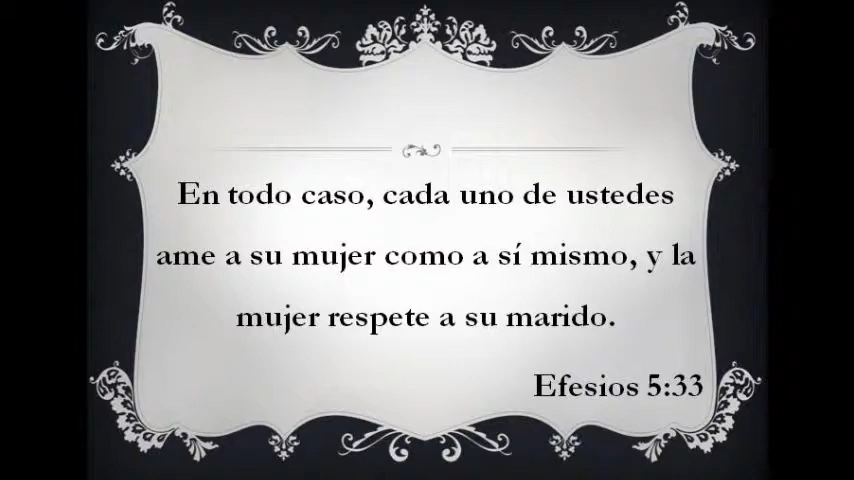 En todo caso, cada uno de ustedes
ame a su mujer como a sí mismo, y la
mujer respete a su marido.
Efesios 5:33